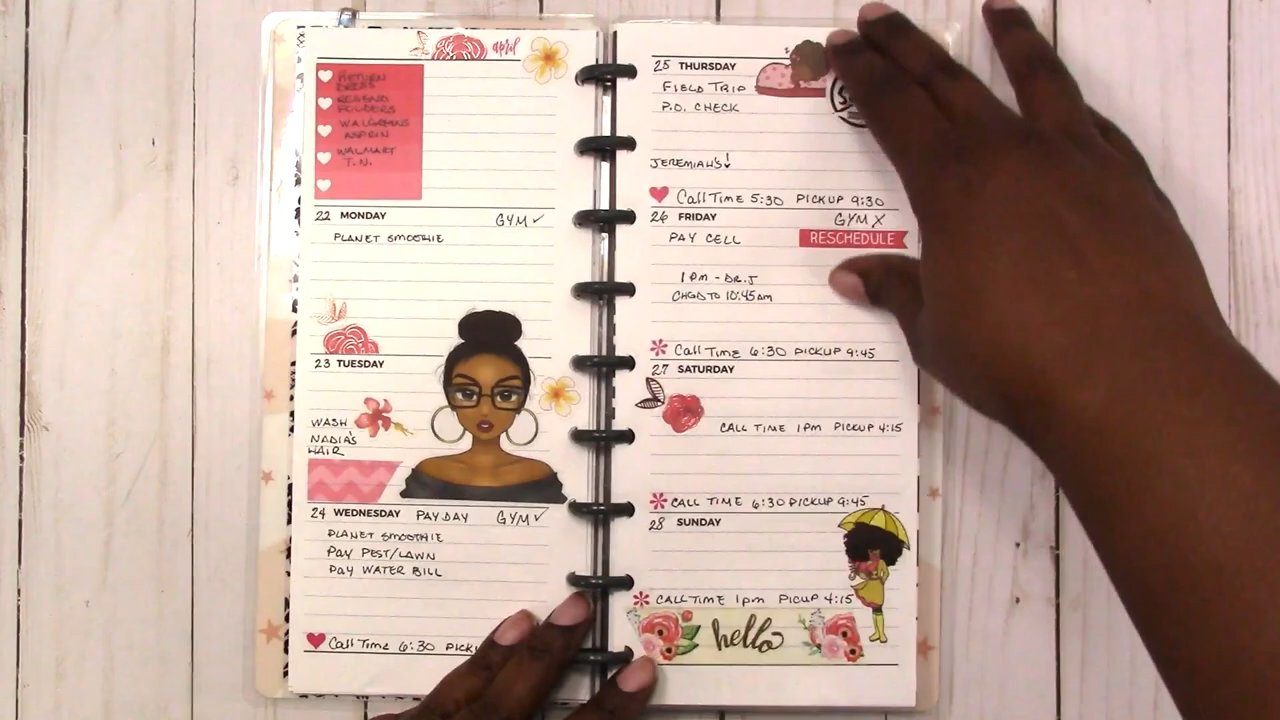 april
RETURN
DRESS
RESEND
FOLDERS
WALGREENS
ASPIRIN
WALMART
T.N.
22 MONDAY GYM ✓
PLANET SMOOTHIE
23 TUESDAY
WASH
NADIA'S
HAIR
24 WEDNESDAY PAYDAY GYM ✓
PLANET SMOOTHIE
PAY PEST/LAWN
PAY WATER BILL
Call Time 6:30
25 THURSDAY
FIELD TRIP
P.O. CHECK
JEREMIAH'S
Call Time 5:30 PICKUP 9:30
26 FRIDAY GYM X
PAY CELL RESCHEDULE
1PM - DR. J
CHGD TO 10:45AM
Call Time 6:30 PICKUP 9:45
27 SATURDAY
CALL TIME 1PM PICKUP 4:15
CALL TIME 6:30 PICKUP 9:45
28 SUNDAY
CALL TIME 1pm PICUP 4:15
hello